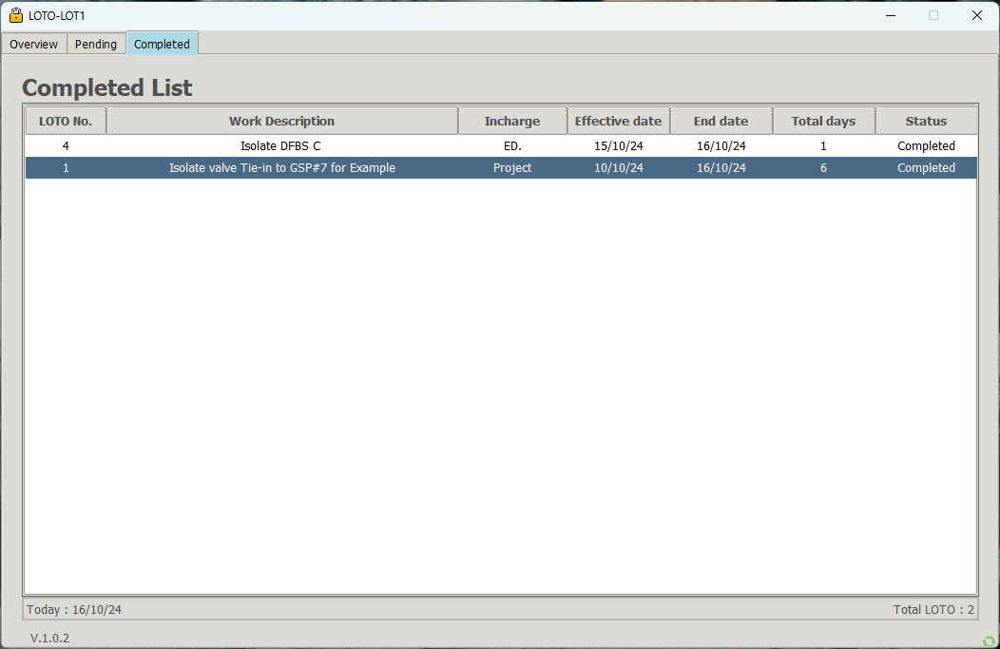 LOTO-LOT1
Overview Pending Completed
Completed List
LOTO No. Work Description Incharge Effective date End date Total days Status
4 Isolate DFBS C ED. 15/10/24 16/10/24 1 Completed
1 Isolate valve Tie-in to GSP#7 for Example Project 10/10/24 16/10/24 6 Completed
Today : 16/10/24 Total LOTO : 2
V.1.0.2